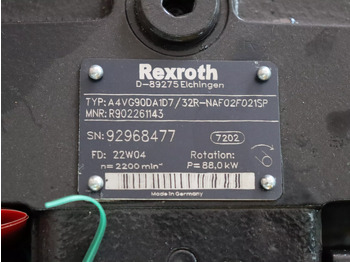 Rexroth
D-89275 Elchingen
TYP: A4VG90DA1D7/32R-NAF02F021SP
MNR: R902261143
SN: 92968477 7202
FD: 22W04 Rotation:
n= 2200 min⁻¹ P= 88,0 kW
Made in Germany